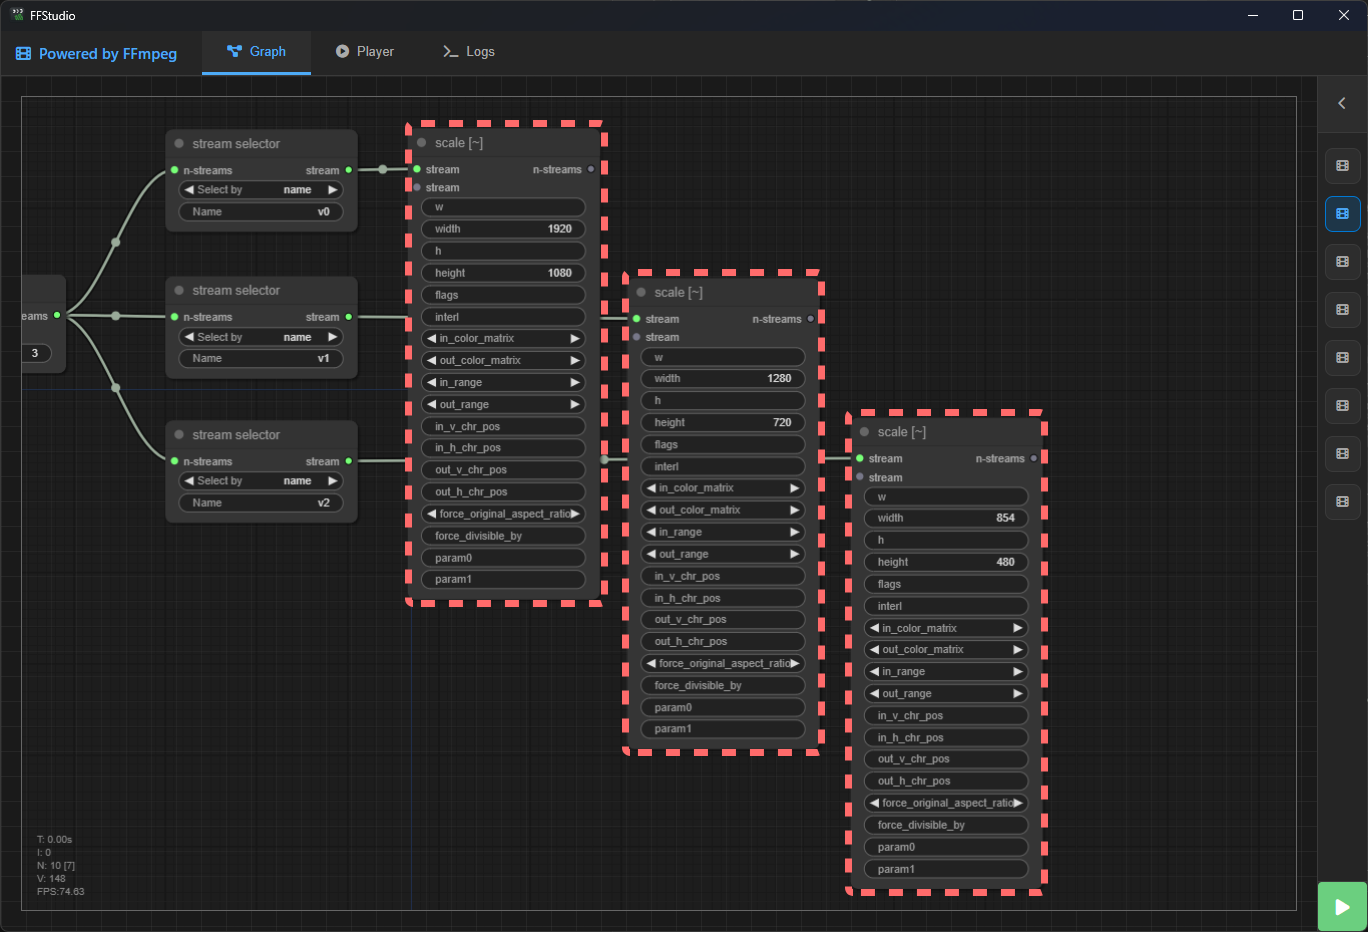 FFStudio
Powered by FFmpeg
Graph
Player
Logs
eams
3
stream selector
n-streams stream
Select by name
Name v0
stream selector
n-streams stream
Select by name
Name v1
stream selector
n-streams stream
Select by name
Name v2
scale [~]
stream n-streams
stream
w
width 1920
h
height 1080
flags
interl
in_color_matrix
out_color_matrix
in_range
out_range
in_v_chr_pos
in_h_chr_pos
out_v_chr_pos
out_h_chr_pos
force_original_aspect_ratio
force_divisible_by
param0
param1
scale [~]
stream n-streams
stream
w
width 1280
h
height 720
flags
interl
in_color_matrix
out_color_matrix
in_range
out_range
in_v_chr_pos
in_h_chr_pos
out_v_chr_pos
out_h_chr_pos
force_original_aspect_ratio
force_divisible_by
param0
param1
scale [~]
stream n-streams
stream
w
width 854
h
height 480
flags
interl
in_color_matrix
out_color_matrix
in_range
out_range
in_v_chr_pos
in_h_chr_pos
out_v_chr_pos
out_h_chr_pos
force_original_aspect_ratio
force_divisible_by
param0
param1
T: 0.00s
I: 0
N: 10 [7]
V: 148
FPS:74.63